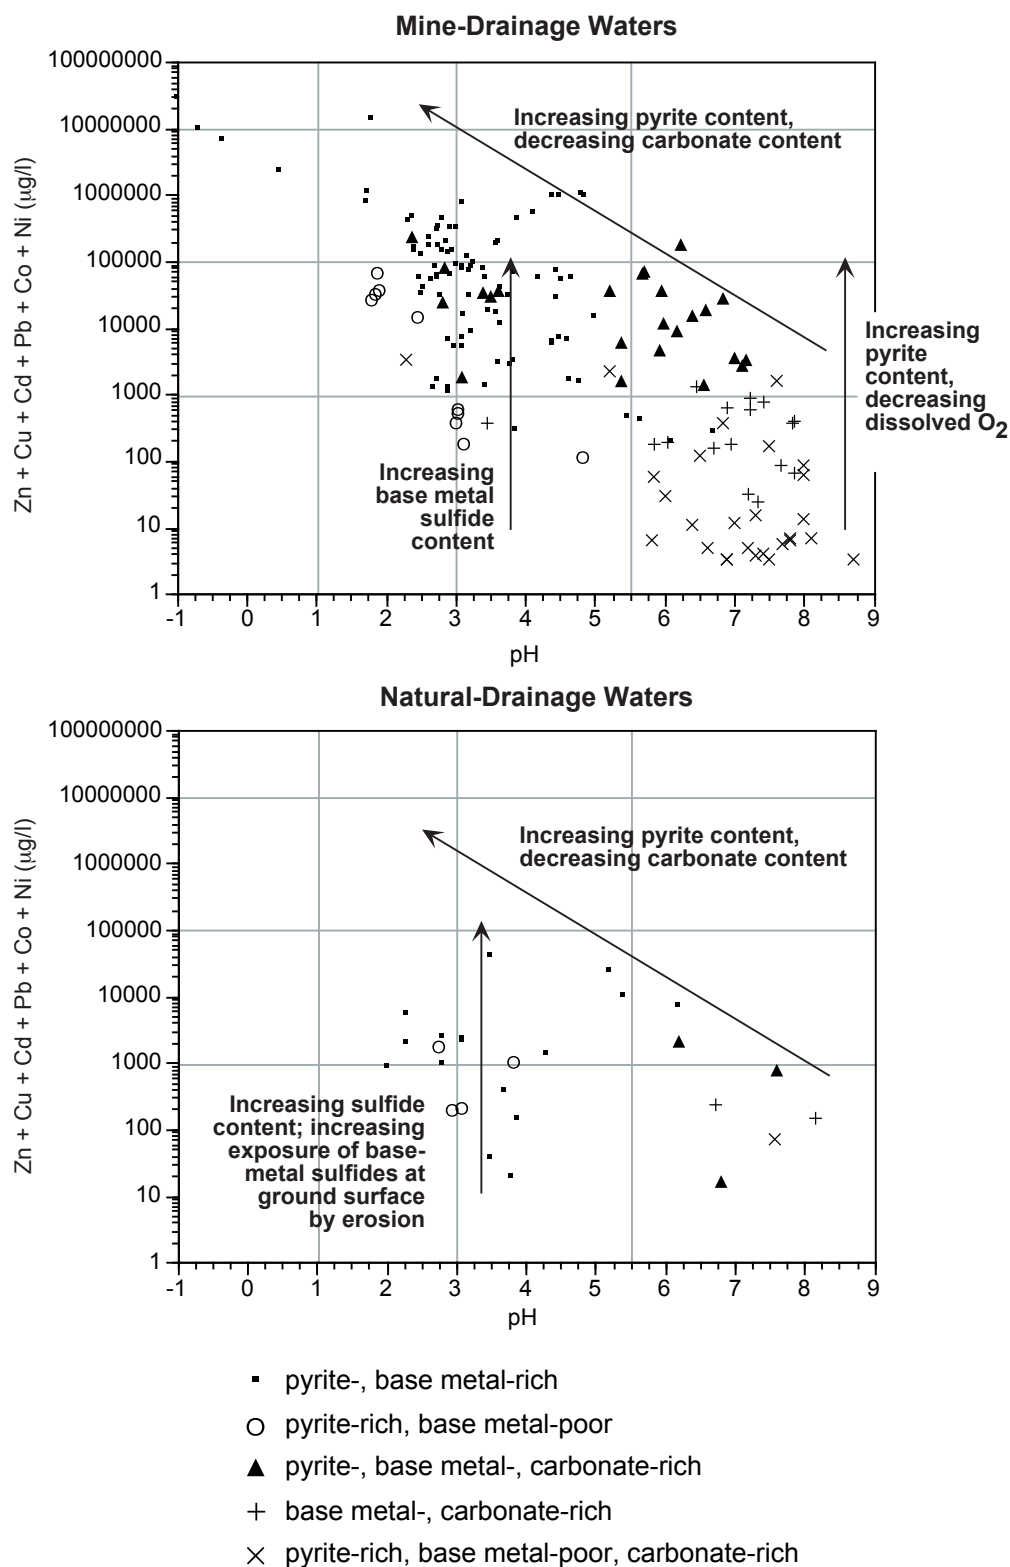 Mine-Drainage Waters
100000000
10000000
1000000
100000
10000
1000
100
10
1
Zn + Cu + Cd + Pb + Co + Ni (μg/l)
Increasing pyrite content,
decreasing carbonate content
Increasing
pyrite
content,
decreasing
dissolved O2
Increasing
base metal
sulfide
content
-1 0 1 2 3 4 5 6 7 8 9
pH
Natural-Drainage Waters
100000000
10000000
1000000
100000
10000
1000
100
10
1
Zn + Cu + Cd + Pb + Co + Ni (μg/l)
Increasing pyrite content,
decreasing carbonate content
Increasing sulfide
content; increasing
exposure of base-
metal sulfides at
ground surface
by erosion
-1 0 1 2 3 4 5 6 7 8 9
pH
pyrite-, base metal-rich
pyrite-rich, base metal-poor
pyrite-, base metal-, carbonate-rich
base metal-, carbonate-rich
pyrite-rich, base metal-poor, carbonate-rich